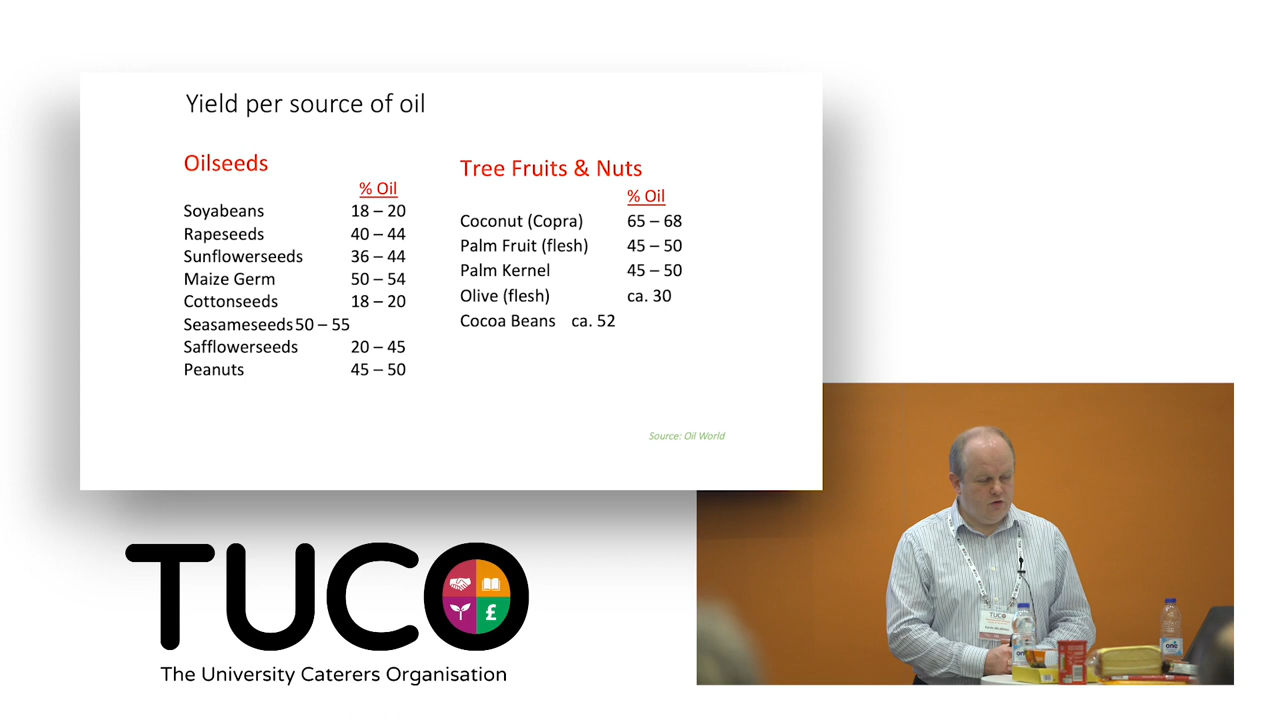 Yield per source of oil
Oilseeds
% Oil
Soyabeans 18 – 20
Rapeseeds 40 – 44
Sunflowerseeds 36 – 44
Maize Germ 50 – 54
Cottonseeds 18 – 20
Seasameseeds 50 – 55
Safflowerseeds 20 – 45
Peanuts 45 – 50
Tree Fruits & Nuts
% Oil
Coconut (Copra) 65 – 68
Palm Fruit (flesh) 45 – 50
Palm Kernel 45 – 50
Olive (flesh) ca. 30
Cocoa Beans ca. 52
Source: Oil World
TUCO
£
The University Caterers Organisation
TUCO
one